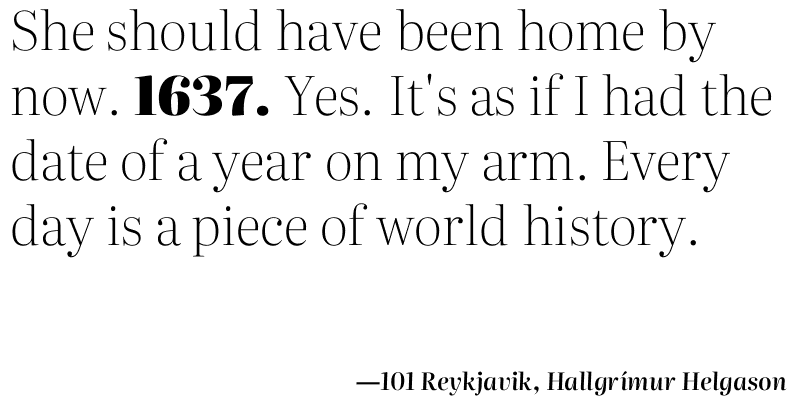 She should have been home by
now. 1637. Yes. It's as if I had the
date of a year on my arm. Every
day is a piece of world history.
—101 Reykjavik, Hallgrímur Helgason